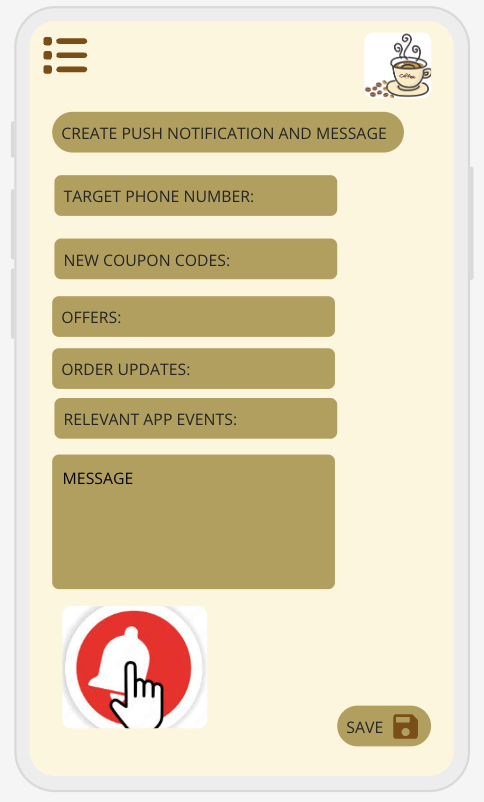 Coffee
CREATE PUSH NOTIFICATION AND MESSAGE
TARGET PHONE NUMBER:
NEW COUPON CODES:
OFFERS:
ORDER UPDATES:
RELEVANT APP EVENTS:
MESSAGE
SAVE